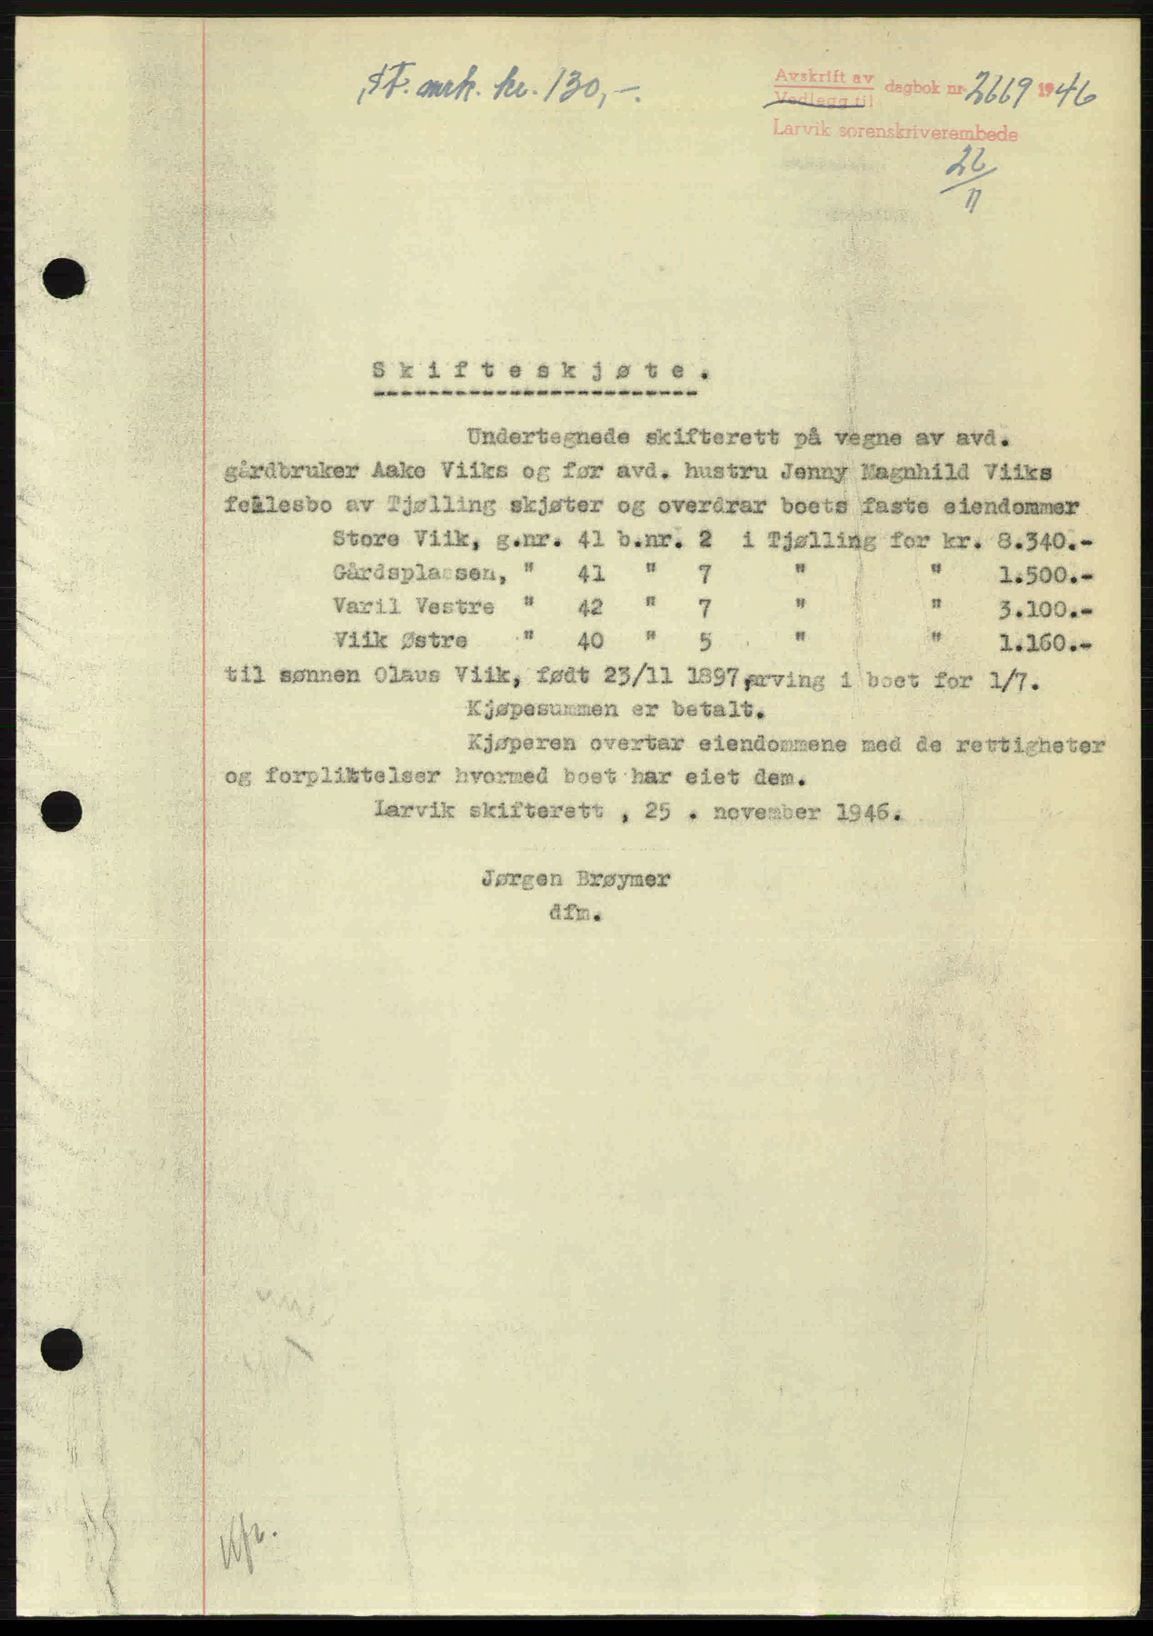 St. mrk. kr. 130,-.
Avskrift av
Vedlegg til dagbok nr. 2669 1946
Larvik sorenskriverembede
26/11
Skifteskjøte.
Undertegnede skifterett på vegne av avd.
gårdbruker Aake Viiks og før avd. hustru Jenny Magnhild Viiks
fellesbo av Tjølling skjøter og overdrar boets faste eiendommer
Store Viik, g.nr. 41 b.nr. 2 i Tjølling for kr. 8.340.-
Gårdsplassen, " 41 " 7 " " 1.500.-
Varil Vestre " 42 " 7 " " 3.100.-
Viik Østre " 40 " 5 " " 1.160.-
til sønnen Olaus Viik, født 23/11 1897, arving i boet for 1/7.
Kjøpesummen er betalt.
Kjøperen overtar eiendommene med de rettigheter
og forpliktelser hvormed boet har eiet dem.
Larvik skifterett , 25 . november 1946.
Jørgen Brøymer
dfm.